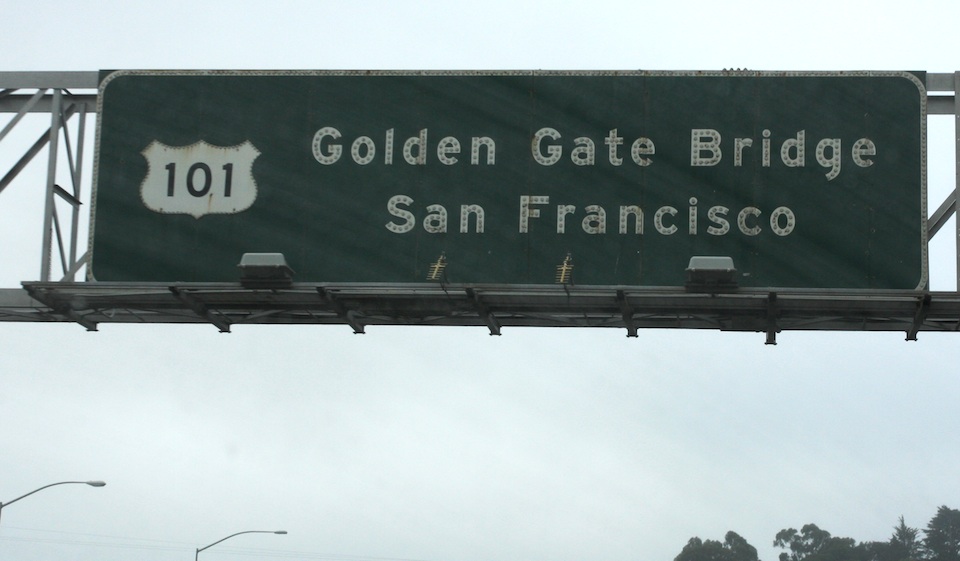 101
Golden Gate Bridge
San Francisco